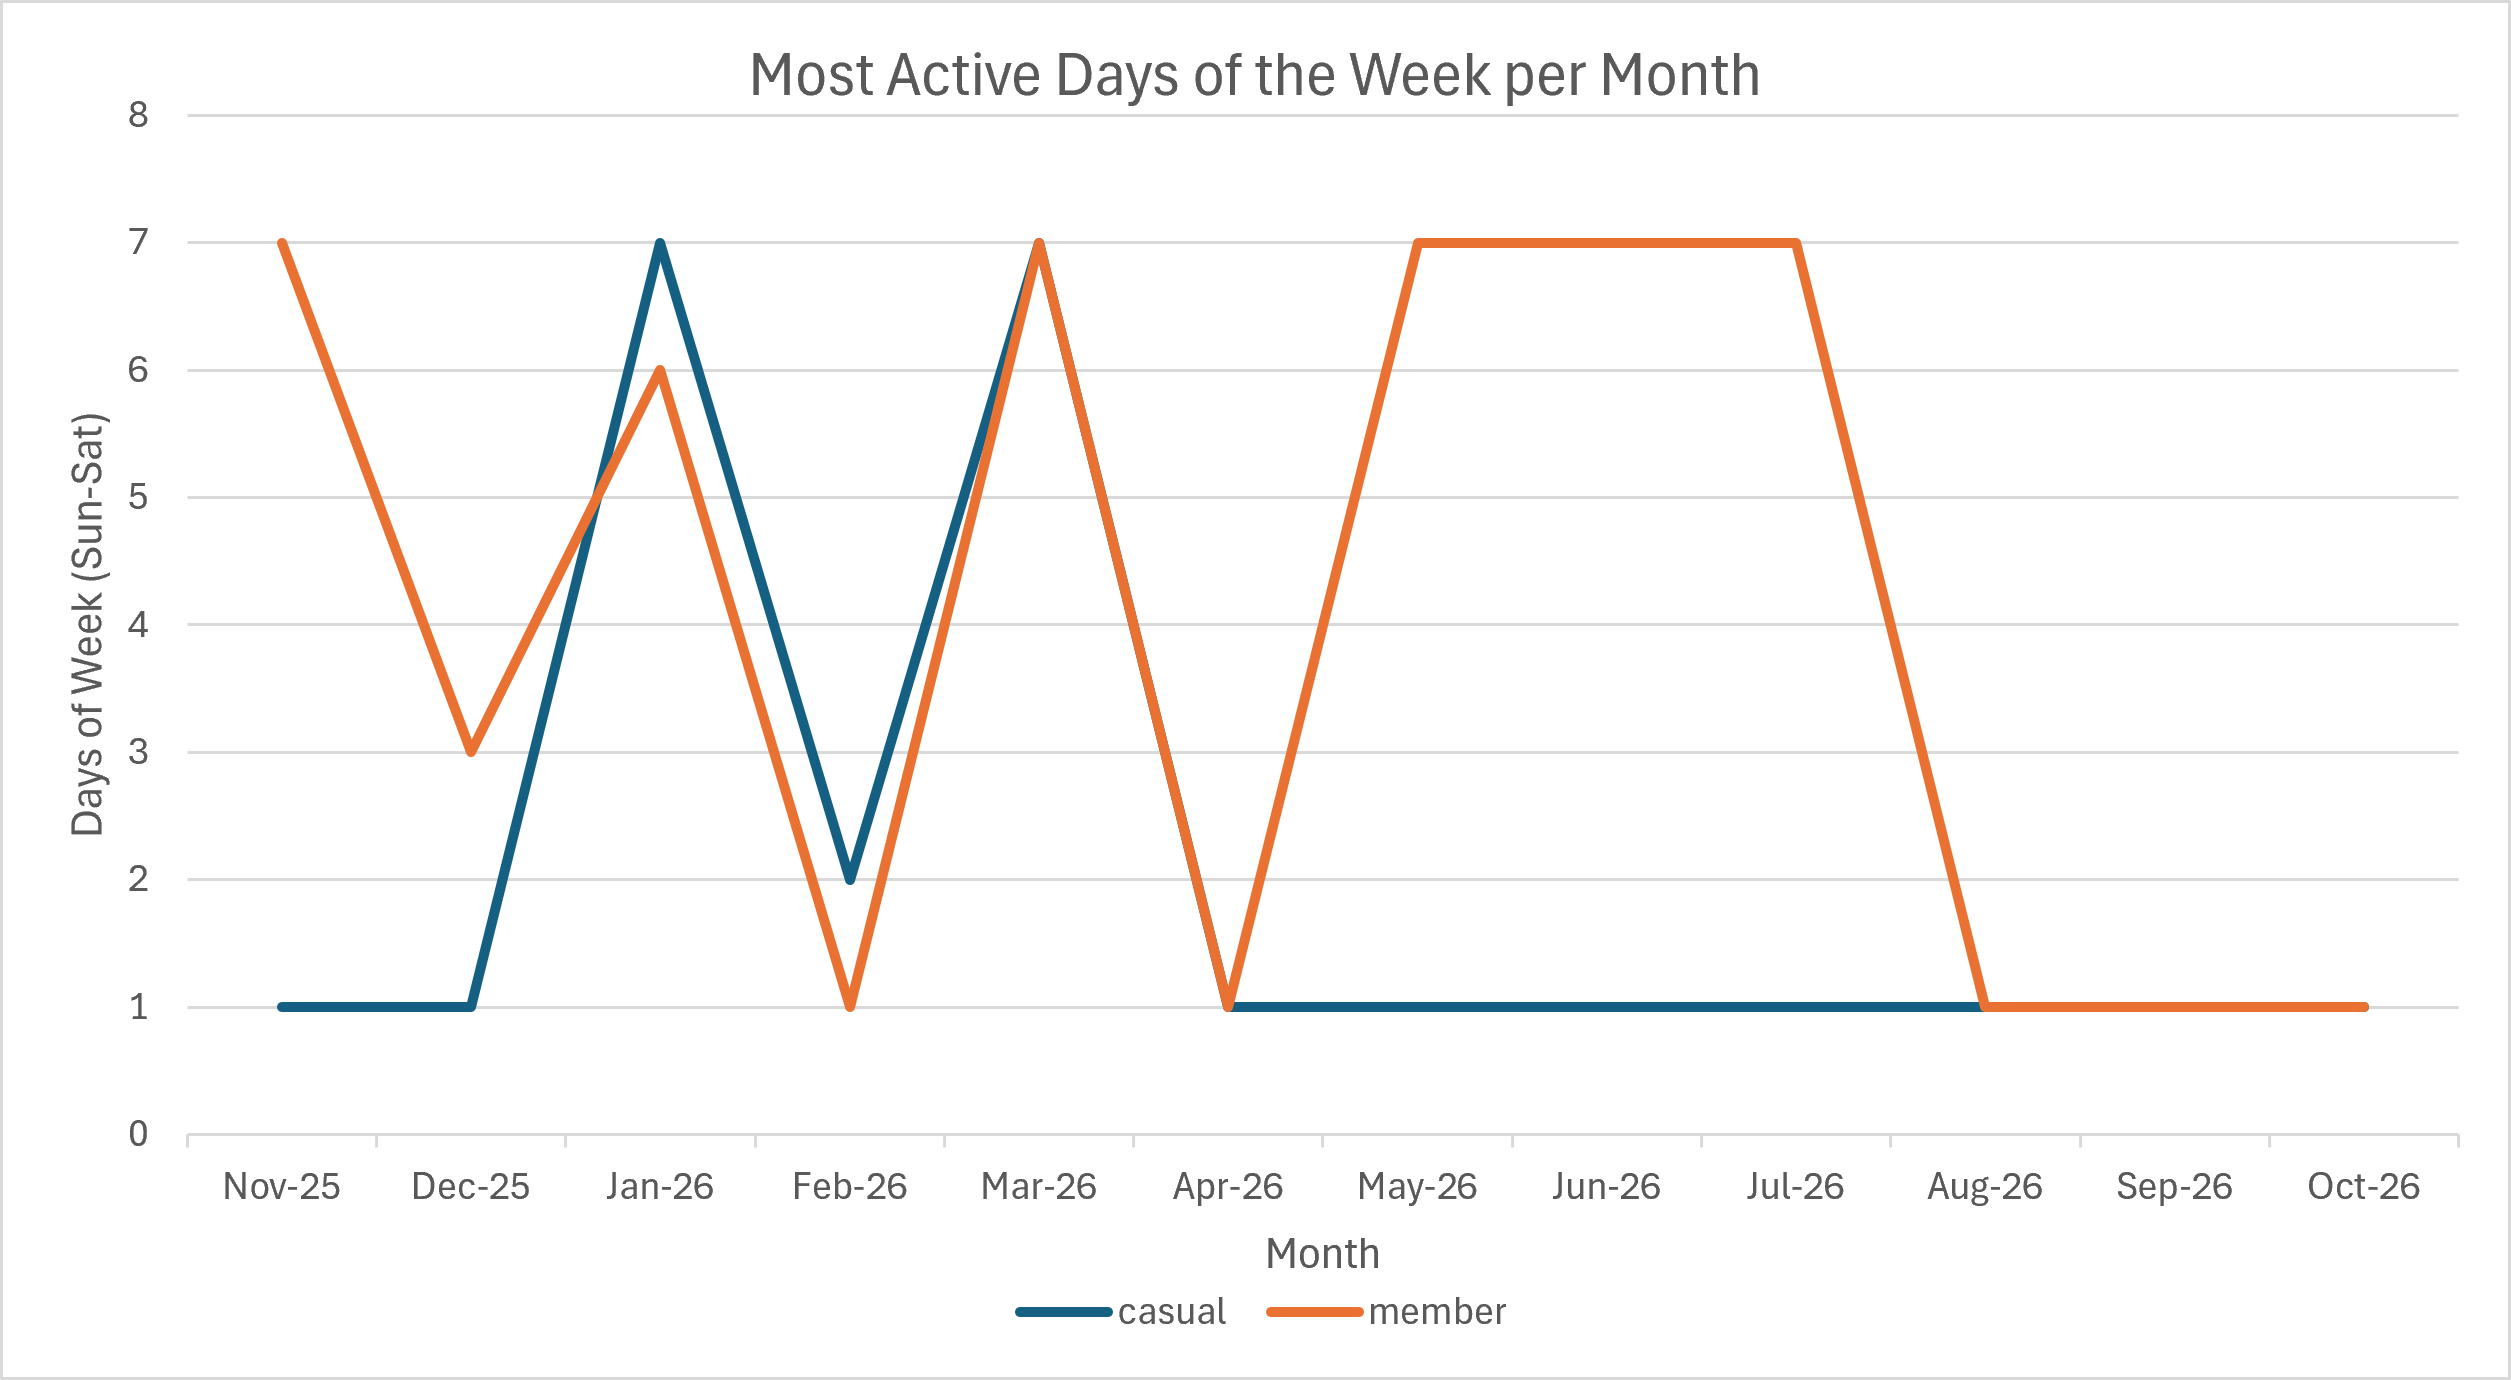 Most Active Days of the Week per Month
8
7
6
5
4
3
2
1
0
Days of Week (Sun-Sat)
Nov-25 Dec-25 Jan-26 Feb-26 Mar-26 Apr-26 May-26 Jun-26 Jul-26 Aug-26 Sep-26 Oct-26
Month
casual member